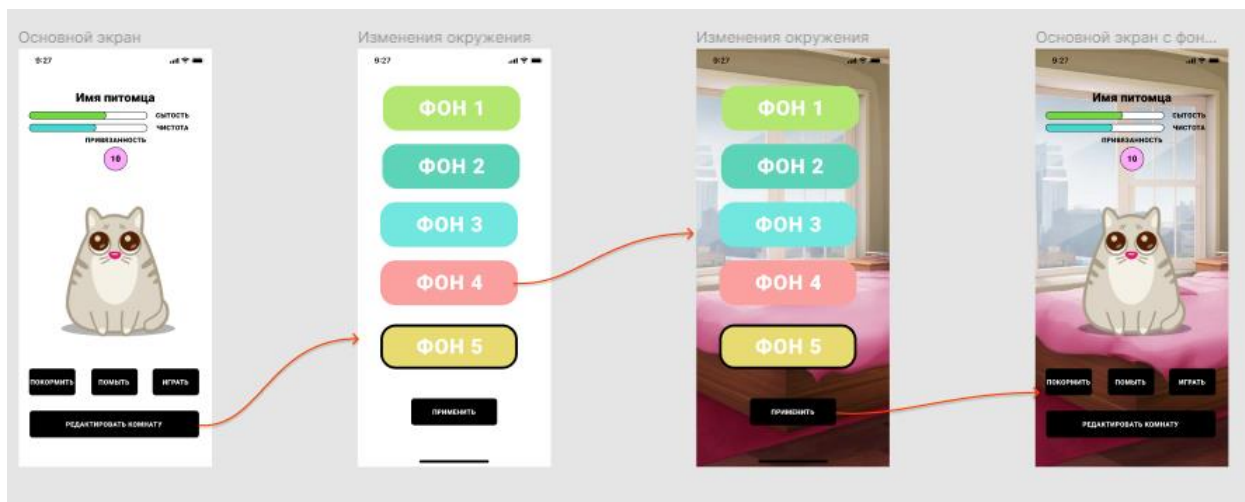 Основной экран
9:27
Имя питомца
СЫТОСТЬ
ЧИСТОТА
ПРИВЯЗАННОСТЬ
10
ПОКОРМИТЬ
ПОМЫТЬ
ИГРАТЬ
РЕДАКТИРОВАТЬ КОМНАТУ
Изменения окружения
9:27
ФОН 1
ФОН 2
ФОН 3
ФОН 4
ФОН 5
ПРИМЕНИТЬ
Изменения окружения
9:27
ФОН 1
ФОН 2
ФОН 3
ФОН 4
ФОН 5
ПРИМЕНИТЬ
Основной экран с фон...
9:27
Имя питомца
СЫТОСТЬ
ЧИСТОТА
ПРИВЯЗАННОСТЬ
10
ПОКОРМИТЬ
ПОМЫТЬ
ИГРАТЬ
РЕДАКТИРОВАТЬ КОМНАТУ